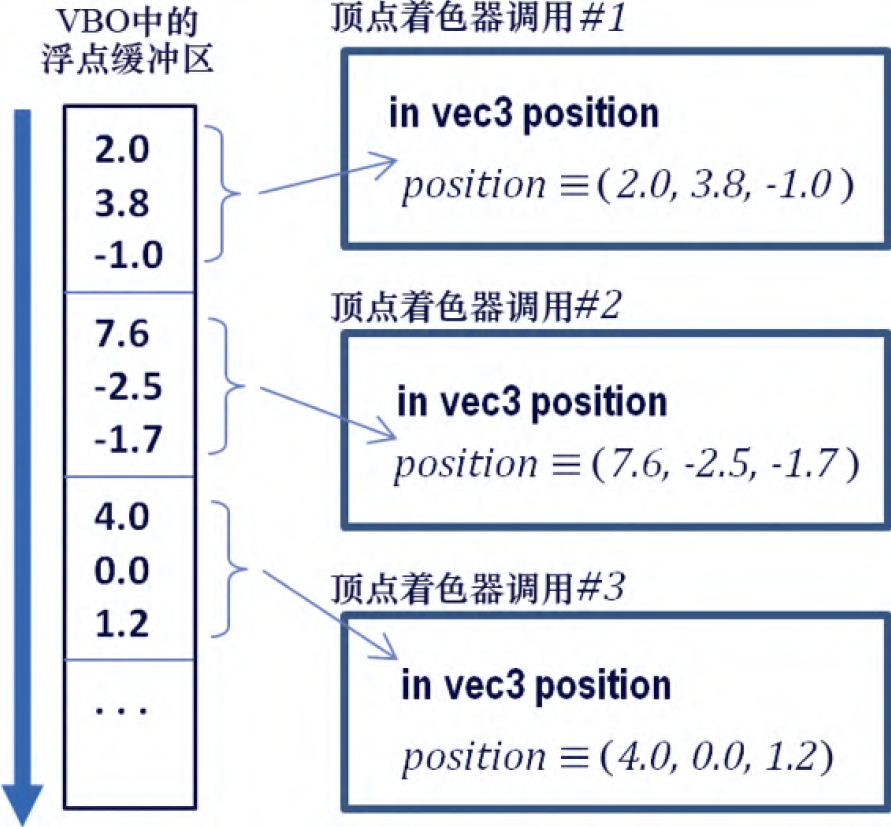 VBO中的
浮点缓冲区
2.0
3.8
-1.0
7.6
-2.5
-1.7
4.0
0.0
1.2
...
顶点着色器调用#1
in vec3 position
position ≡ ( 2.0, 3.8, -1.0 )
顶点着色器调用#2
in vec3 position
position ≡ ( 7.6, -2.5, -1.7 )
顶点着色器调用#3
in vec3 position
position ≡ (4.0, 0.0, 1.2)